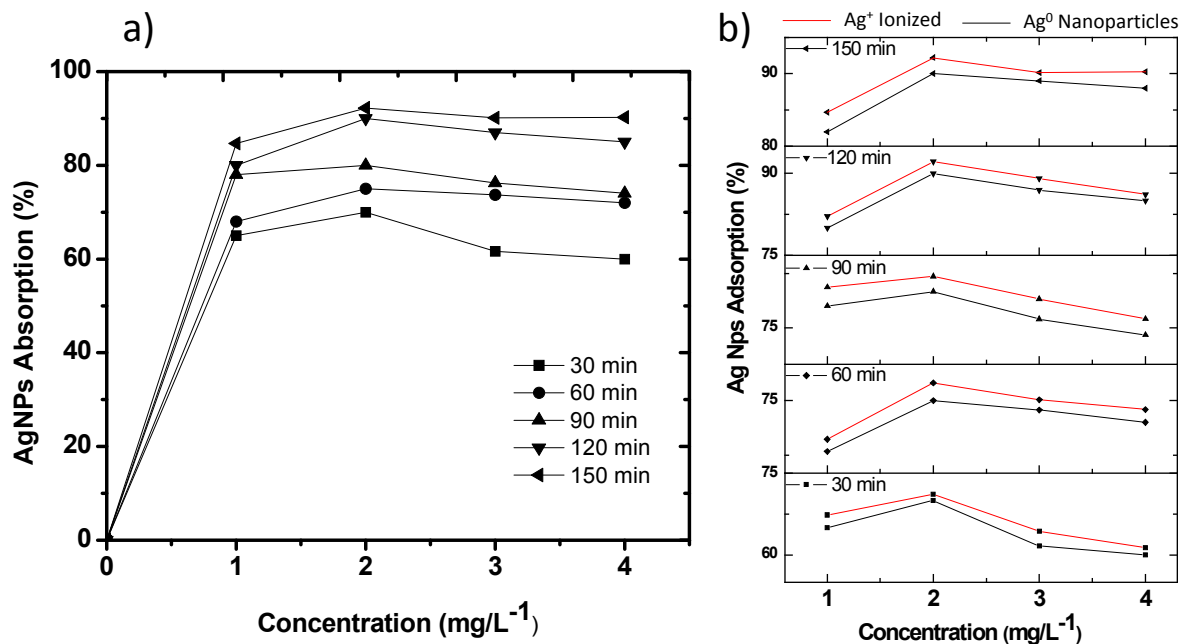 a)
100
80
60
40
20
0
0 1 2 3 4
AgNPs Absorption (%)
Concentration (mg/L⁻¹)
30 min
60 min
90 min
120 min
150 min
b)
Ag⁺ Ionized Ag⁰ Nanoparticles
150 min
90
80
120 min
90
75
90 min
75
60 min
75
75
30 min
60
1 2 3 4
Ag Nps Adsorption (%)
Concentration (mg/L⁻¹)